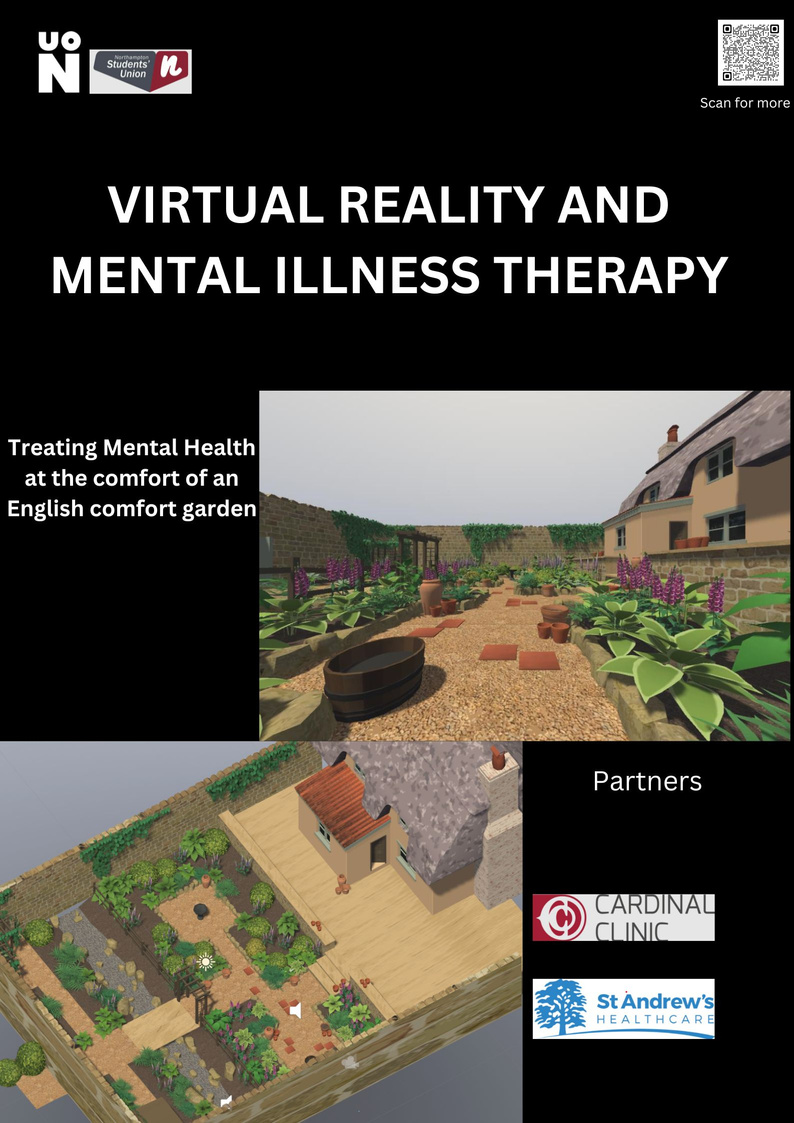 UO
N
Northampton
Students'
Union
n
Scan for more
VIRTUAL REALITY AND
MENTAL ILLNESS THERAPY
Treating Mental Health
at the comfort of an
English comfort garden
Partners
CARDINAL
CLINIC
St Andrew's
HEALTHCARE